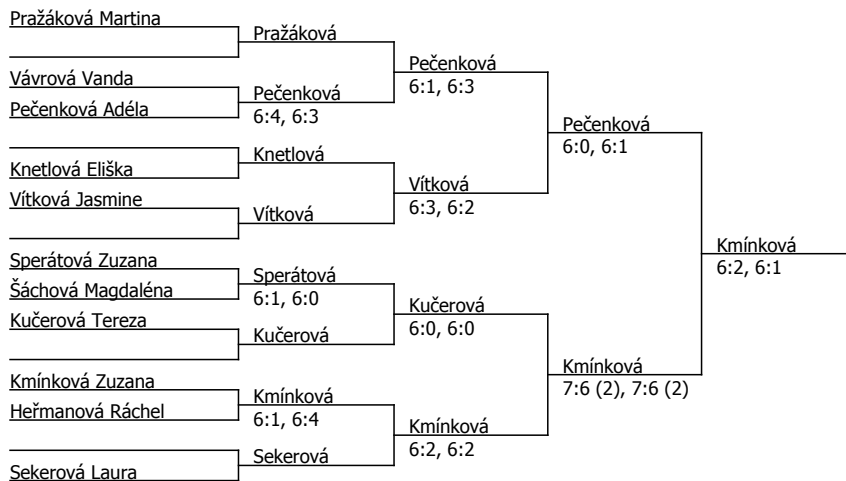 Pražáková Martina
Vávrová Vanda
Pečenková Adéla
Knetlová Eliška
Vítková Jasmine
Sperátová Zuzana
Šáchová Magdaléna
Kučerová Tereza
Kmínková Zuzana
Heřmanová Ráchel
Sekerová Laura
Pražáková
Pečenková
6:4, 6:3
Knetlová
Vítková
Sperátová
6:1, 6:0
Kučerová
Kmínková
6:1, 6:4
Sekerová
Pečenková
6:1, 6:3
Vítková
6:3, 6:2
Kučerová
6:0, 6:0
Kmínková
6:2, 6:2
Pečenková
6:0, 6:1
Kmínková
7:6 (2), 7:6 (2)
Kmínková
6:2, 6:1